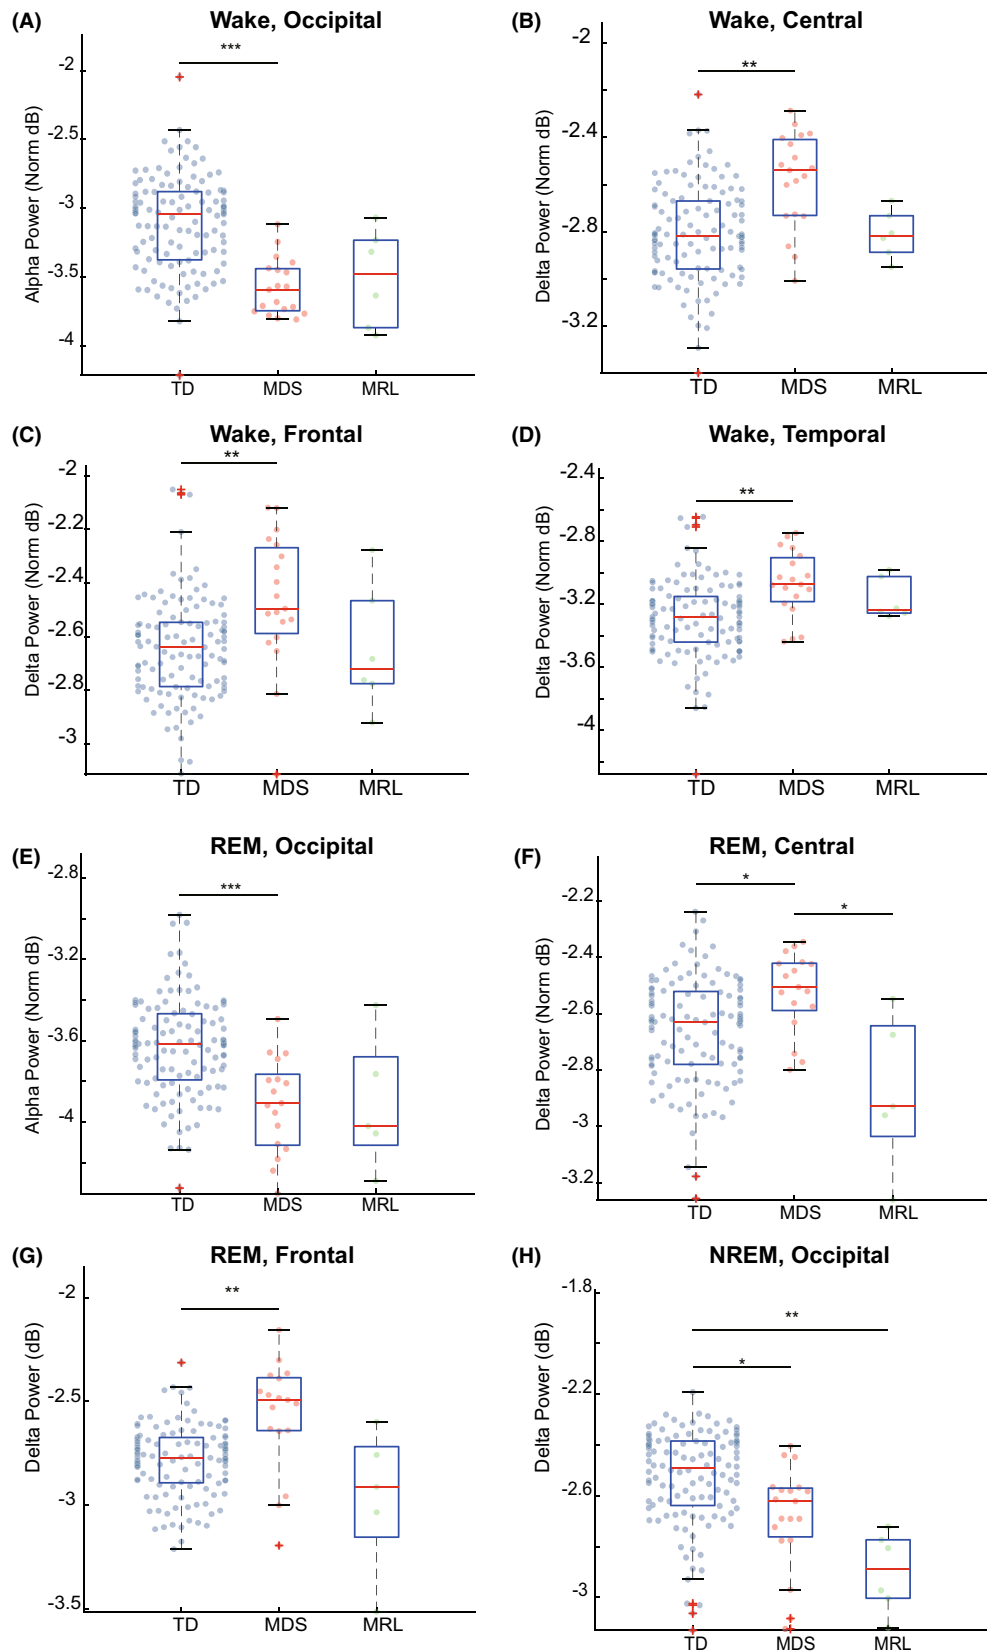 (A) Wake, Occipital
***
Alpha Power (Norm dB)
-2
-2.5
-3
-3.5
-4
TD MDS MRL
(B) Wake, Central
**
Delta Power (Norm dB)
-2
-2.4
-2.8
-3.2
TD MDS MRL
(C) Wake, Frontal
**
Delta Power (Norm dB)
-2
-2.2
-2.4
-2.6
-2.8
-3
TD MDS MRL
(D) Wake, Temporal
**
Delta Power (Norm dB)
-2.4
-2.8
-3.2
-3.6
-4
TD MDS MRL
(E) REM, Occipital
***
Alpha Power (Norm dB)
-2.8
-3.2
-3.6
-4
TD MDS MRL
(F) REM, Central
*
*
Delta Power (Norm dB)
-2.2
-2.4
-2.6
-2.8
-3
-3.2
TD MDS MRL
(G) REM, Frontal
**
Delta Power (dB)
-2
-2.5
-3
-3.5
TD MDS MRL
(H) NREM, Occipital
**
*
Delta Power (dB)
-1.8
-2.2
-2.6
-3
TD MDS MRL